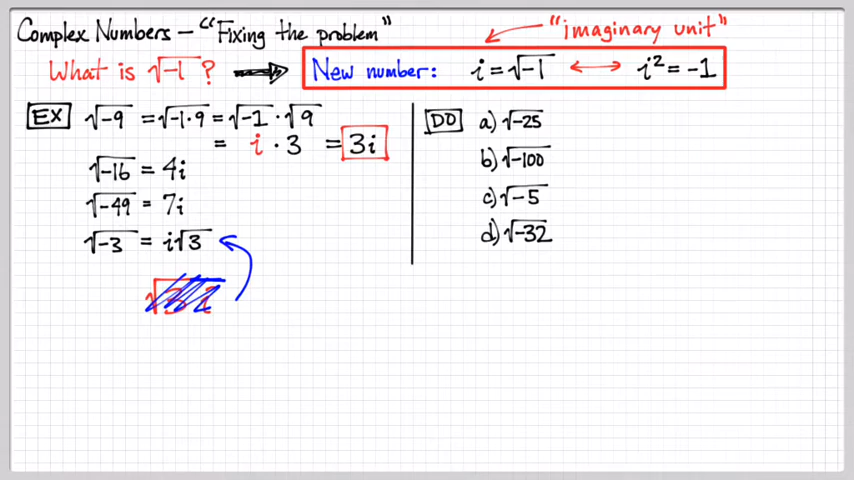 Complex Numbers – "Fixing the problem"
"imaginary unit"
What is √-1 ?
New number: i = √-1 ↔ i² = -1
EX √-9 = √-1·9 = √-1 · √9
= i · 3 = 3i
√-16 = 4i
√-49 = 7i
√-3 = i√3
DO a) √-25
b) √-100
c) √-5
d) √-32